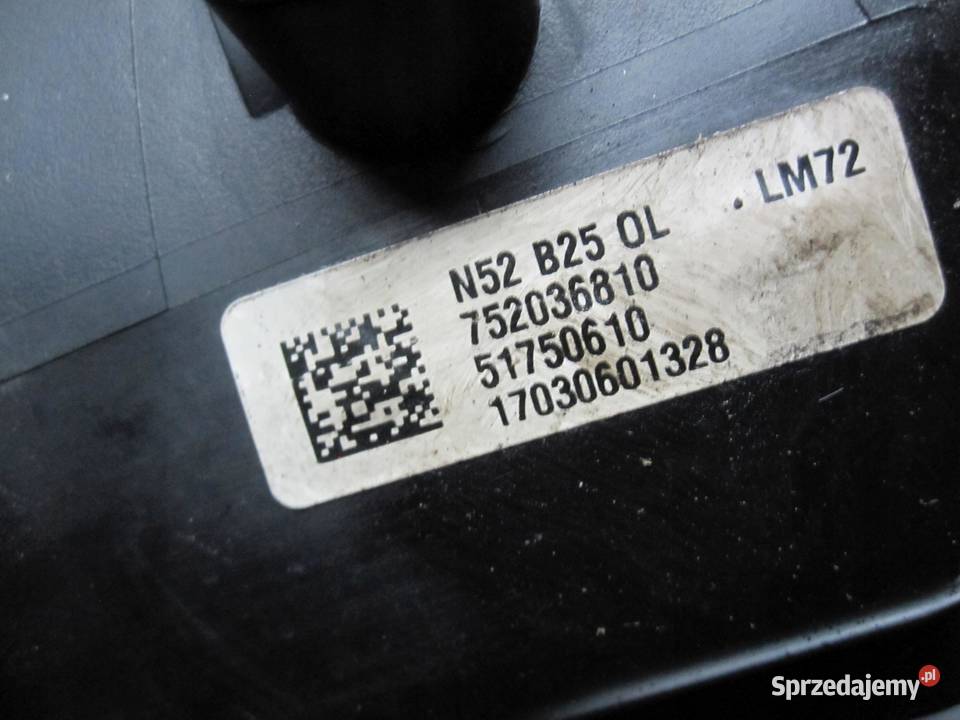 N52 B25 OL . LM72
752036810
51750610
17030601328
Sprzedajemy.pl